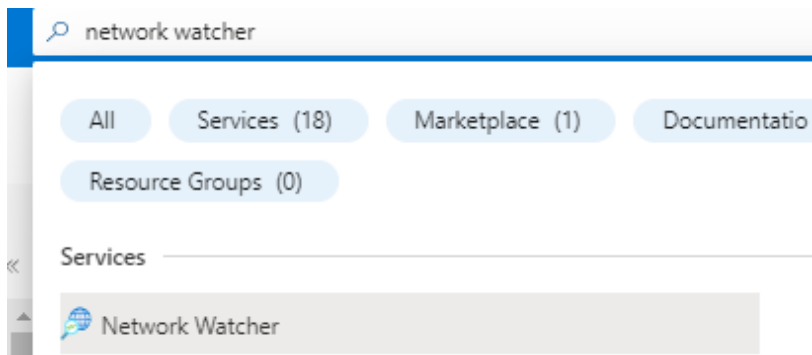 network watcher
All Services (18) Marketplace (1) Documentatio
Resource Groups (0)
Services
Network Watcher